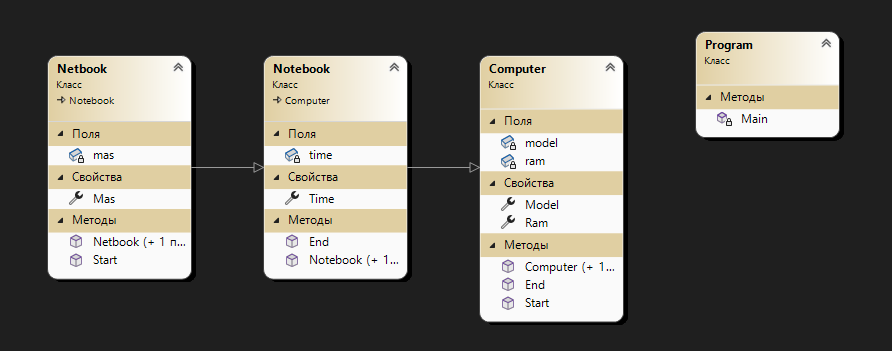 Netbook
Класс
Notebook
Поля
mas
Свойства
Mas
Методы
Netbook (+ 1 п...
Start
Notebook
Класс
Computer
Поля
time
Свойства
Time
Методы
End
Notebook (+ 1...
Computer
Класс
Поля
model
ram
Свойства
Model
Ram
Методы
Computer (+ 1...
End
Start
Program
Класс
Методы
Main